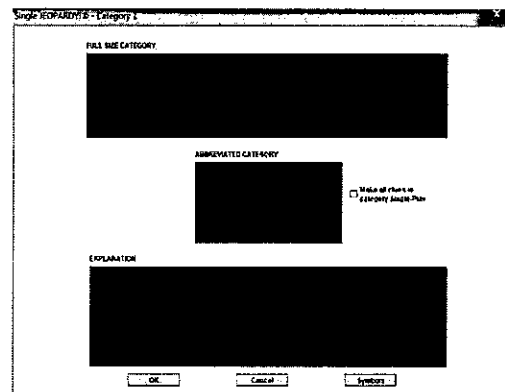 Single JEOPARDY!® - Category 1
X
FULL SIZE CATEGORY
ABBREVIATED CATEGORY
Make all clues in
category Single-Play
EXPLANATION
OK
Cancel
Symbols